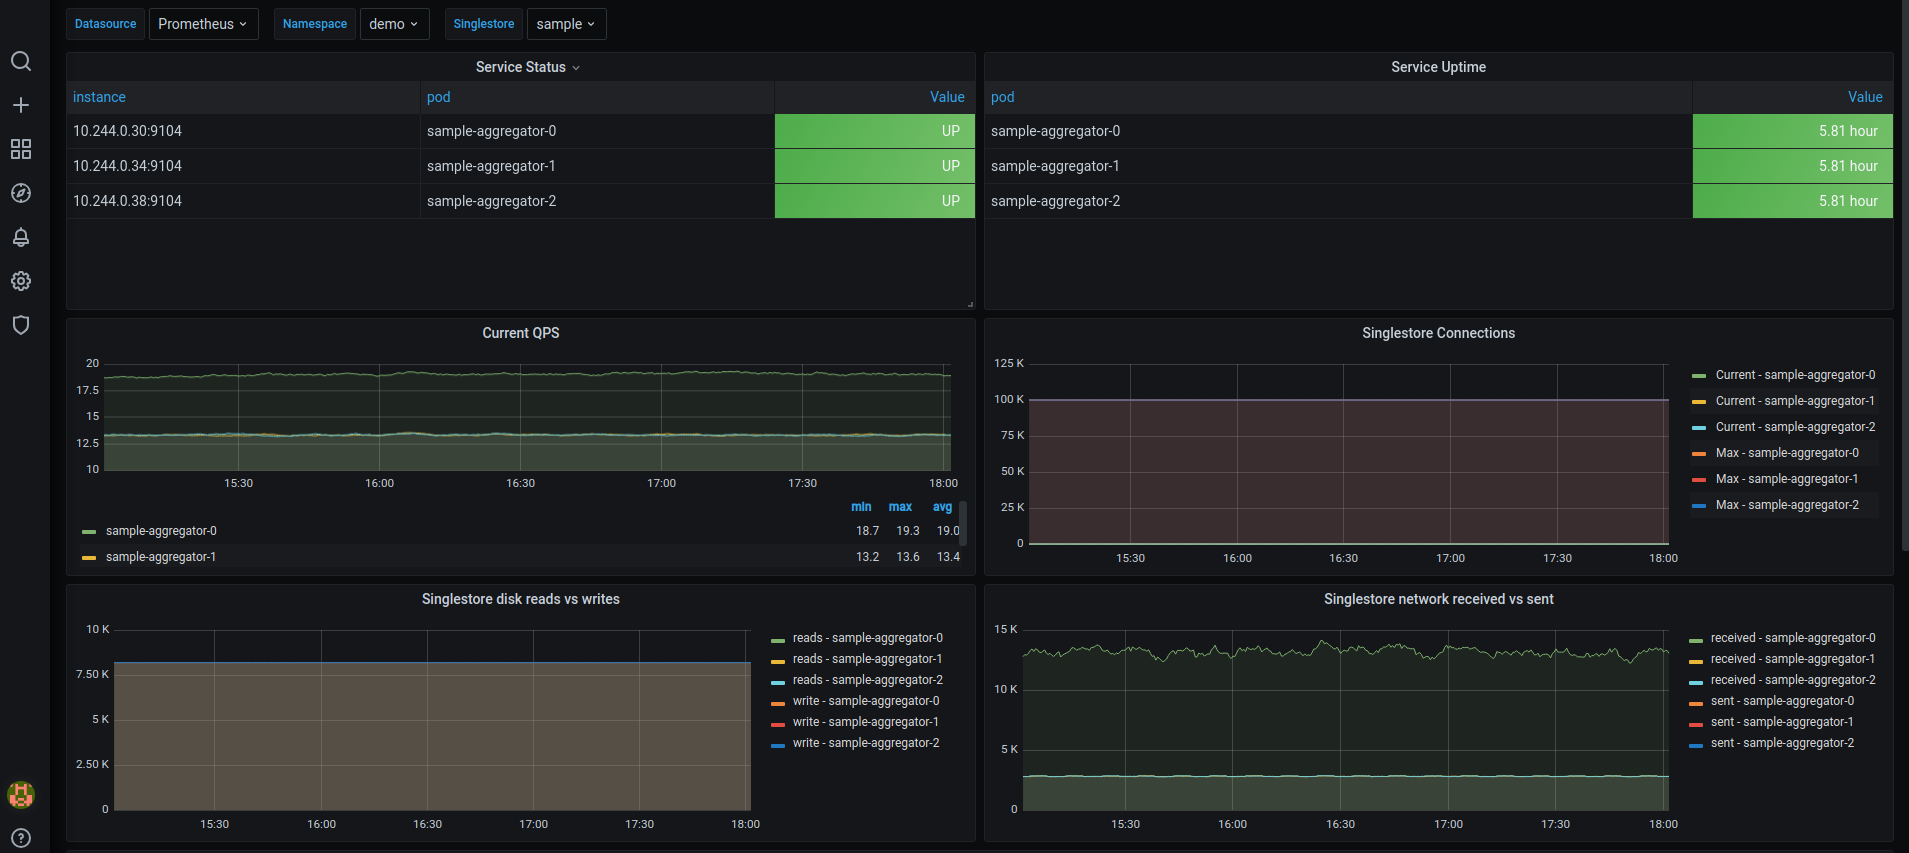 Datasource Prometheus Namespace demo Singlestore sample
Service Status
instance pod Value
10.244.0.30:9104 sample-aggregator-0 UP
10.244.0.34:9104 sample-aggregator-1 UP
10.244.0.38:9104 sample-aggregator-2 UP
Service Uptime
pod Value
sample-aggregator-0 5.81 hour
sample-aggregator-1 5.81 hour
sample-aggregator-2 5.81 hour
Current QPS
20
17.5
15
12.5
10
15:30 16:00 16:30 17:00 17:30 18:00
min max avg
sample-aggregator-0 18.7 19.3 19.0
sample-aggregator-1 13.2 13.6 13.4
Singlestore Connections
125 K
100 K
75 K
50 K
25 K
0
15:30 16:00 16:30 17:00 17:30 18:00
Current - sample-aggregator-0
Current - sample-aggregator-1
Current - sample-aggregator-2
Max - sample-aggregator-0
Max - sample-aggregator-1
Max - sample-aggregator-2
Singlestore disk reads vs writes
10 K
7.50 K
5 K
2.50 K
0
15:30 16:00 16:30 17:00 17:30 18:00
reads - sample-aggregator-0
reads - sample-aggregator-1
reads - sample-aggregator-2
write - sample-aggregator-0
write - sample-aggregator-1
write - sample-aggregator-2
Singlestore network received vs sent
15 K
10 K
5 K
0
15:30 16:00 16:30 17:00 17:30 18:00
received - sample-aggregator-0
received - sample-aggregator-1
received - sample-aggregator-2
sent - sample-aggregator-0
sent - sample-aggregator-1
sent - sample-aggregator-2